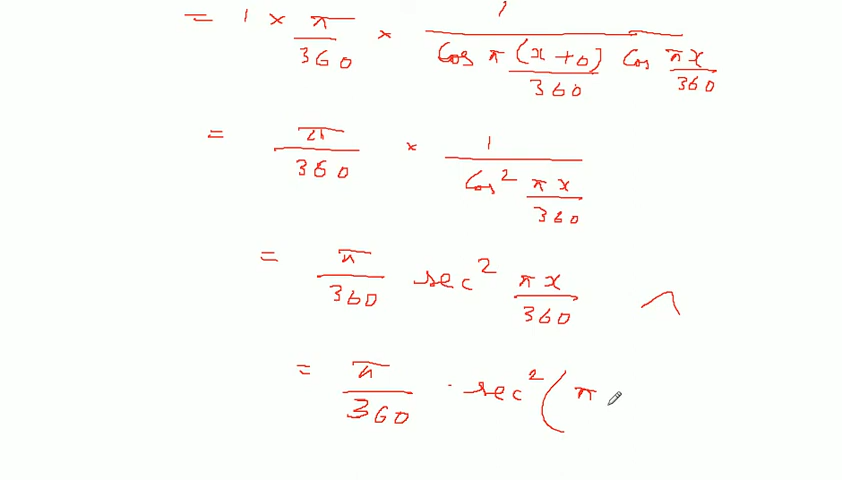 = 1 × π/360 × 1/(cos π(x+0)/360 cos πx/360)
= π/360 × 1/(cos² πx/360)
= π/360 sec² πx/360
= π/360 · sec² (π